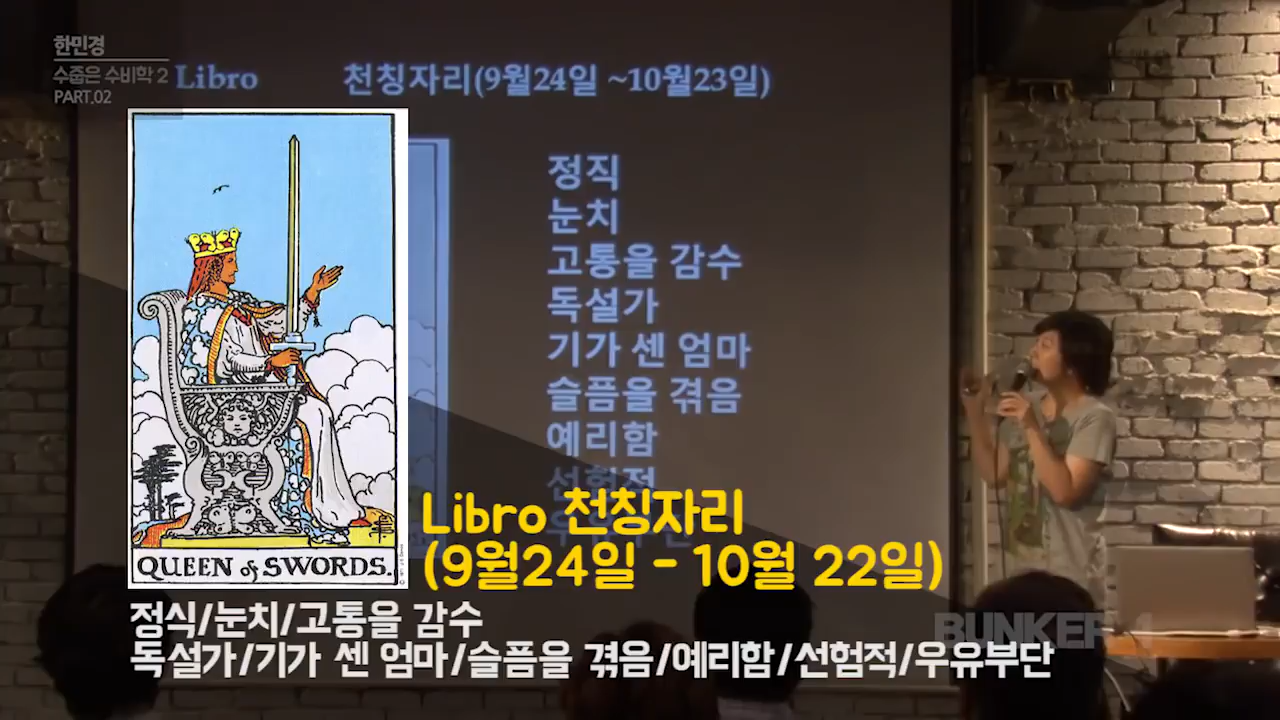 한민경
수줍은 수비학 2
PART.02
Libro 천칭자리(9월24일 ~10월23일)
정직
눈치
고통을 감수
독설가
기가 센 엄마
슬픔을 겪음
예리함
선험적
QUEEN of SWORDS.
Libro 천칭자리
(9월24일 - 10월 22일)
정식/눈치/고통을 감수
독설가/기가 센 엄마/슬픔을 겪음/예리함/선험적/우유부단
BUNKER 1